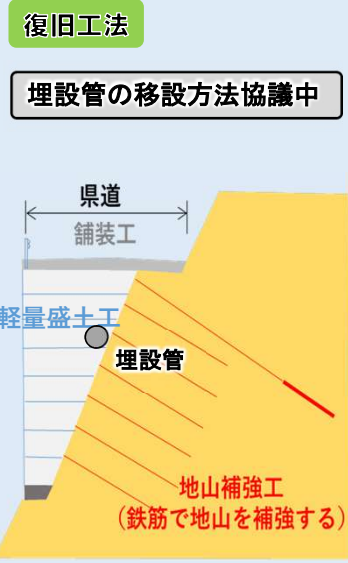 復旧工法
埋設管の移設方法協議中
県道
舗装工
軽量盛土工
埋設管
地山補強工
（鉄筋で地山を補強する）